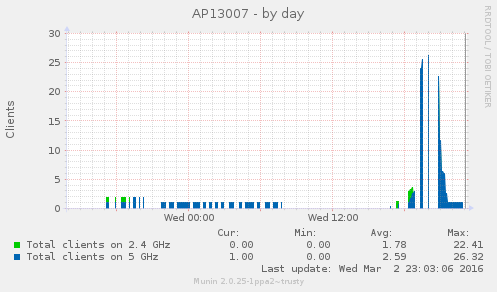 AP13007 - by day
RRDTOOL / TOBI OETIKER
Clients
30
25
20
15
10
5
0
Wed 00:00 Wed 12:00
Cur: Min: Avg: Max:
Total clients on 2.4 GHz 0.00 0.00 1.78 22.41
Total clients on 5 GHz 1.00 0.00 2.59 26.32
Last update: Wed Mar 2 23:03:06 2016
Munin 2.0.25-1ppa2~trusty